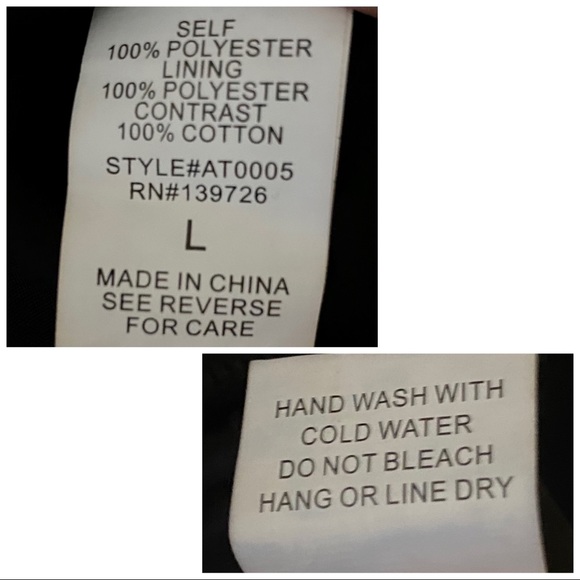 SELF
100% POLYESTER
LINING
100% POLYESTER
CONTRAST
100% COTTON
STYLE#AT0005
RN#139726
L
MADE IN CHINA
SEE REVERSE
FOR CARE
HAND WASH WITH
COLD WATER
DO NOT BLEACH
HANG OR LINE DRY